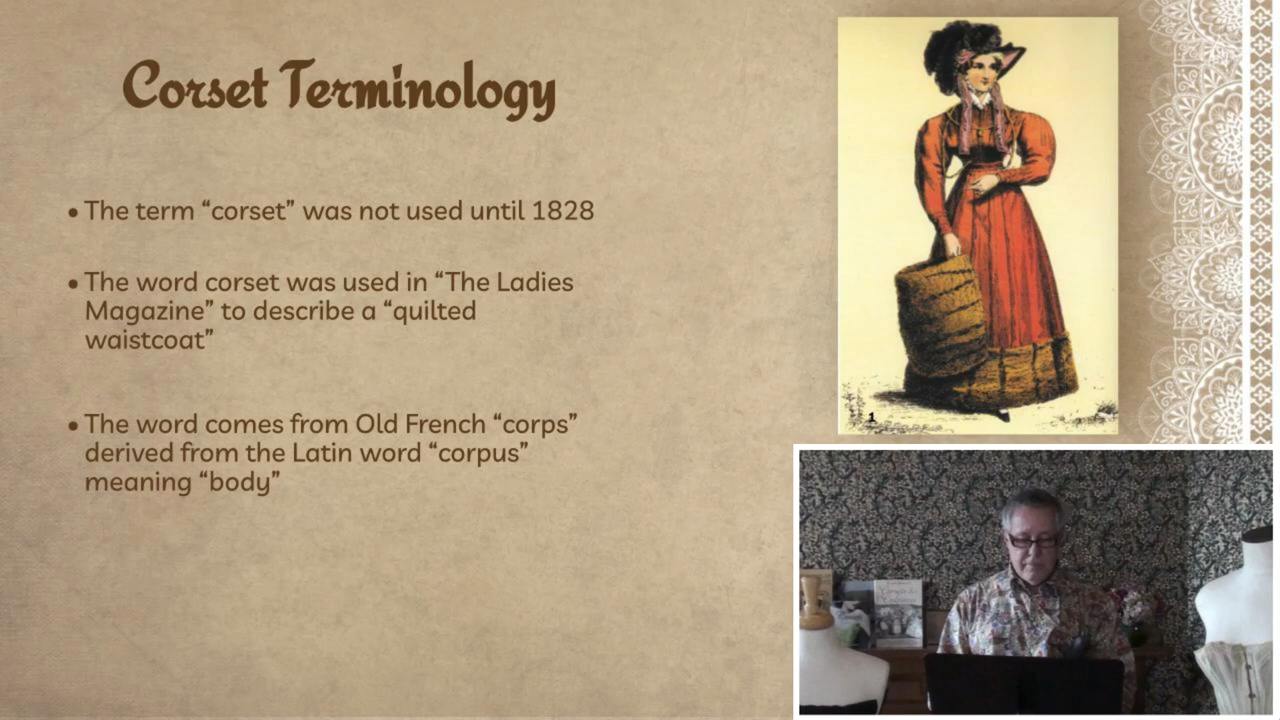 Corset Terminology
• The term “corset” was not used until 1828
• The word corset was used in “The Ladies
Magazine” to describe a “quilted
waistcoat”
• The word comes from Old French “corps”
derived from the Latin word “corpus”
meaning “body”
1